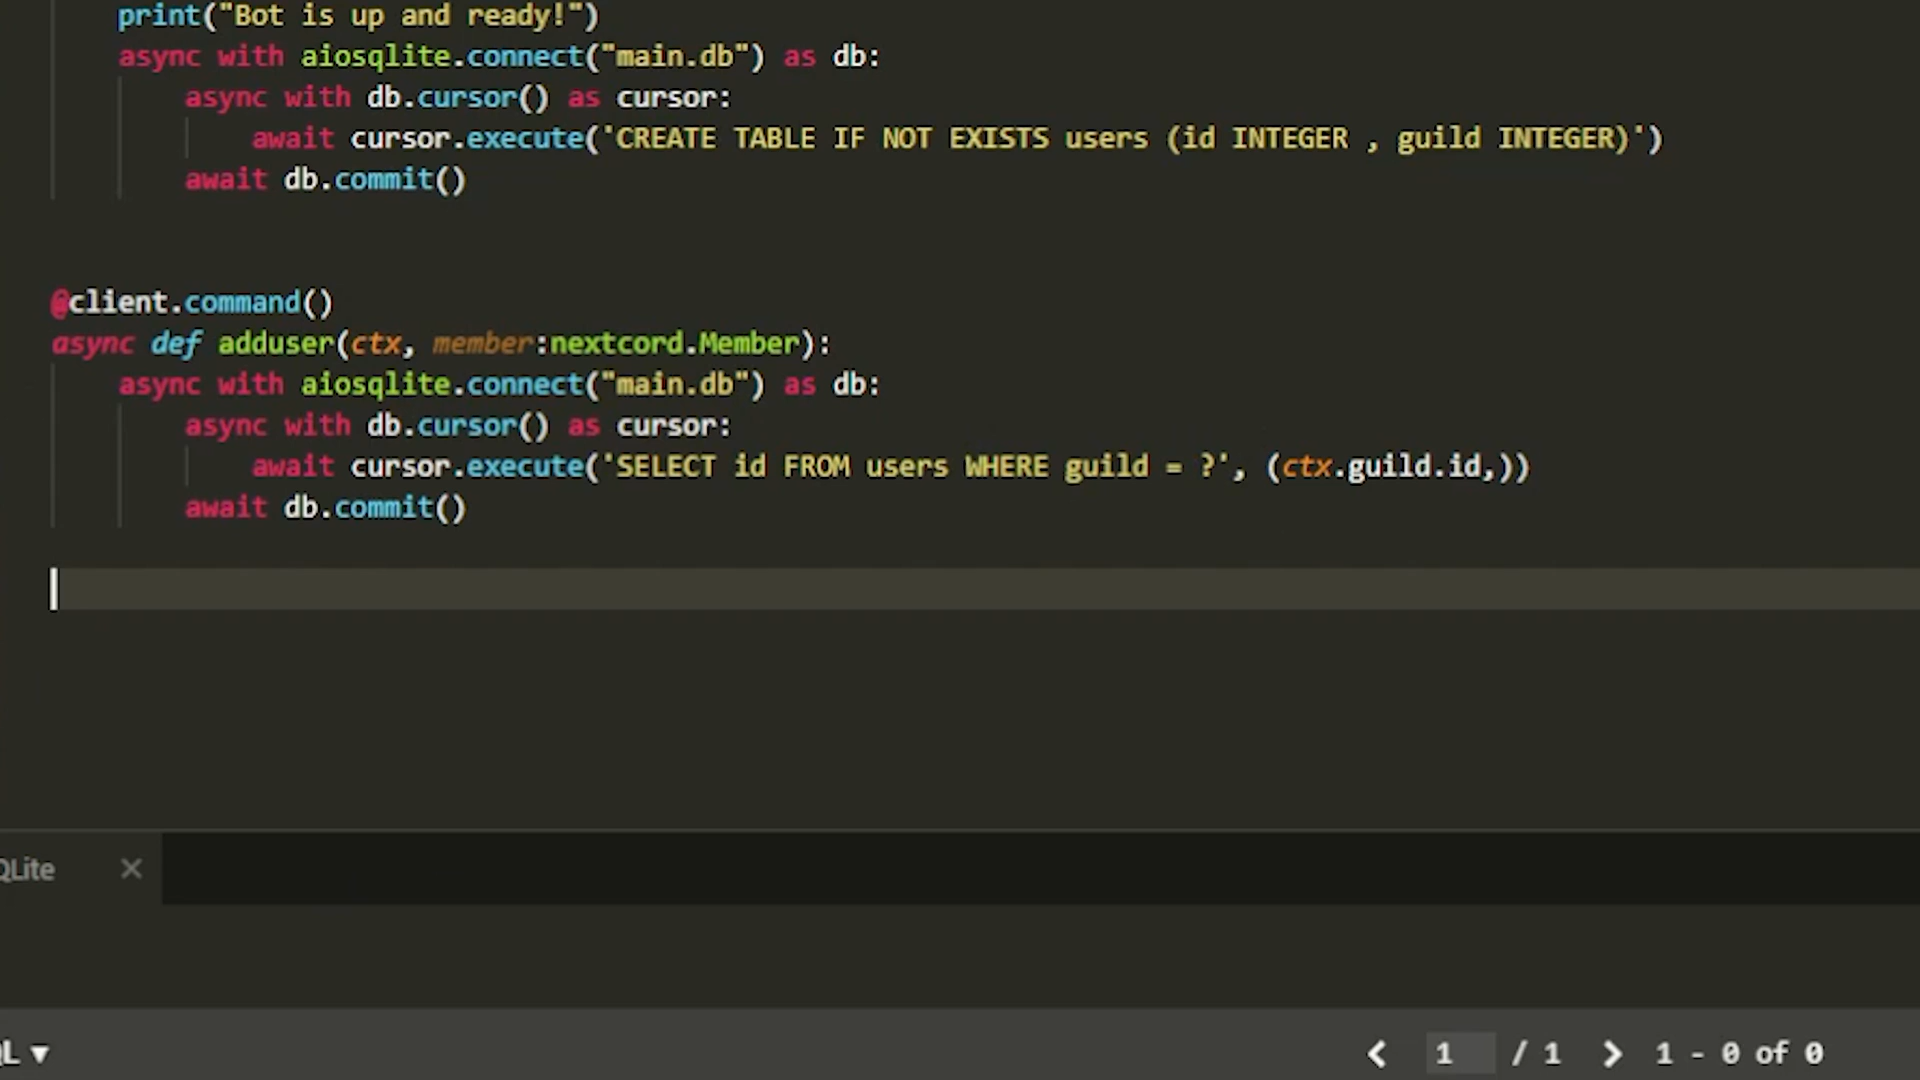 print("Bot is up and ready!")
async with aiosqlite.connect("main.db") as db:
async with db.cursor() as cursor:
await cursor.execute('CREATE TABLE IF NOT EXISTS users (id INTEGER , guild INTEGER)')
await db.commit()
@client.command()
async def adduser(ctx, member:nextcord.Member):
async with aiosqlite.connect("main.db") as db:
async with db.cursor() as cursor:
await cursor.execute('SELECT id FROM users WHERE guild = ?', (ctx.guild.id,))
await db.commit()
QLite ×
QL ▼ < 1 / 1 > 1 - 0 of 0